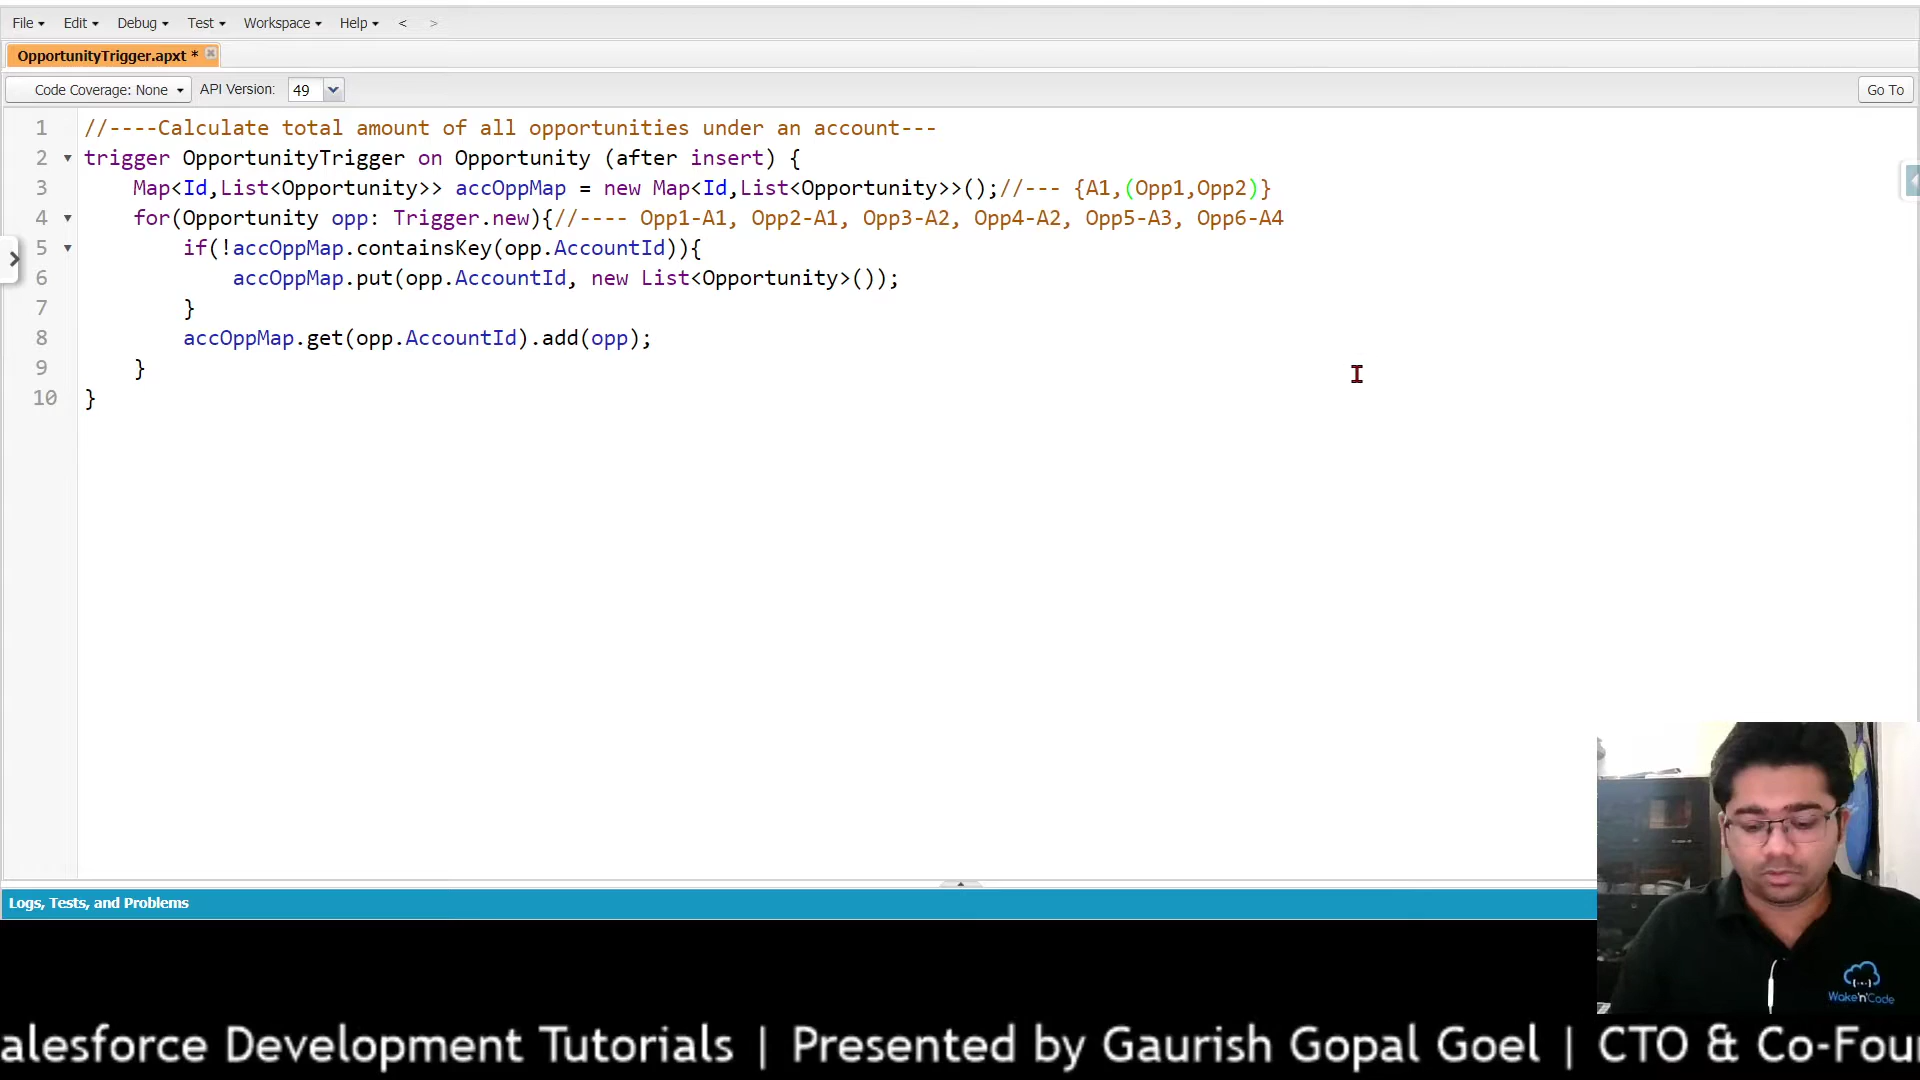 File Edit Debug Test Workspace Help < >
OpportunityTrigger.apxt *
Code Coverage: None API Version: 49 Go To
1 //----Calculate total amount of all opportunities under an account---
2 trigger OpportunityTrigger on Opportunity (after insert) {
3 Map<Id,List<Opportunity>> accOppMap = new Map<Id,List<Opportunity>>();//--- {A1,(Opp1,Opp2)}
4 for(Opportunity opp: Trigger.new){//---- Opp1-A1, Opp2-A1, Opp3-A2, Opp4-A2, Opp5-A3, Opp6-A4
5 if(!accOppMap.containsKey(opp.AccountId)){
6 accOppMap.put(opp.AccountId, new List<Opportunity>());
7 }
8 accOppMap.get(opp.AccountId).add(opp);
9 }
10 }
Logs, Tests, and Problems
Wake'n'Code
alesforce Development Tutorials | Presented by Gaurish Gopal Goel | CTO & Co-Fou